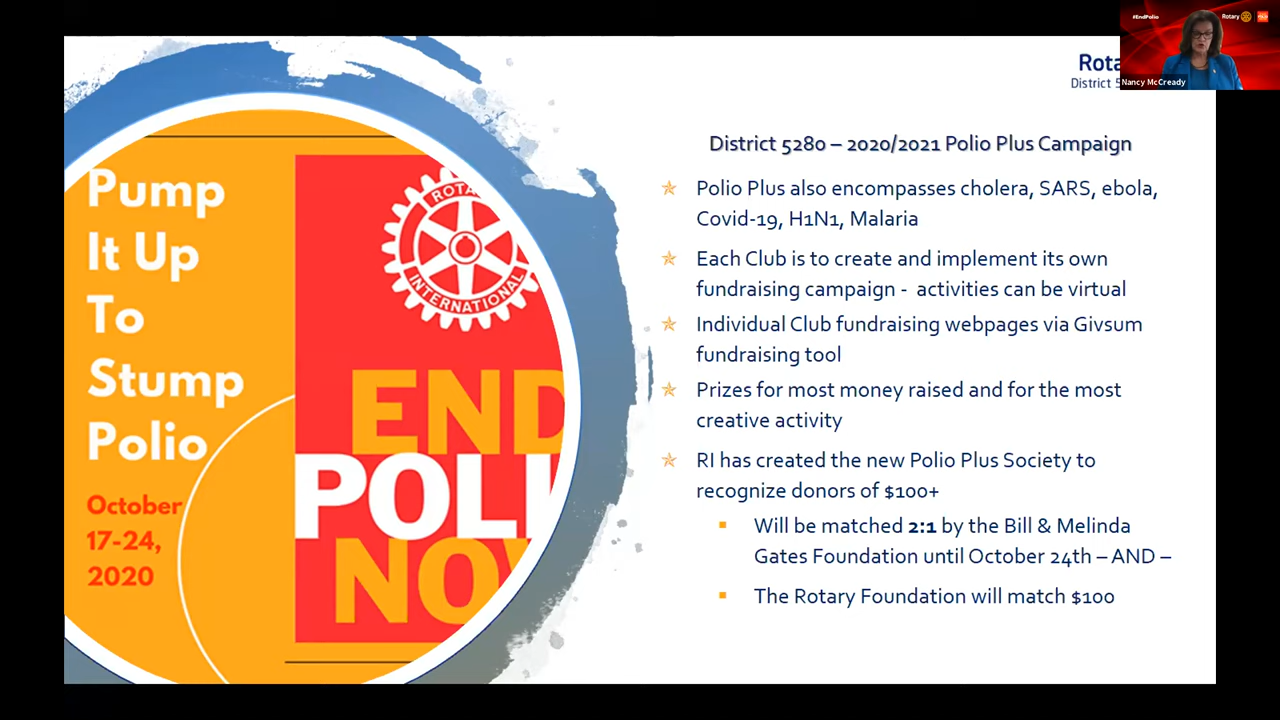 #EndPolio
Rotary
Nancy McCready
Rota
District 5
Pump
It Up
To
Stump
Polio
October
17-24,
2020
ROTA
INTERNATIONAL
END
POLI
NO
District 5280 – 2020/2021 Polio Plus Campaign
Polio Plus also encompasses cholera, SARS, ebola,
Covid-19, H1N1, Malaria
Each Club is to create and implement its own
fundraising campaign - activities can be virtual
Individual Club fundraising webpages via Givsum
fundraising tool
Prizes for most money raised and for the most
creative activity
RI has created the new Polio Plus Society to
recognize donors of $100+
Will be matched 2:1 by the Bill & Melinda
Gates Foundation until October 24th – AND –
The Rotary Foundation will match $100